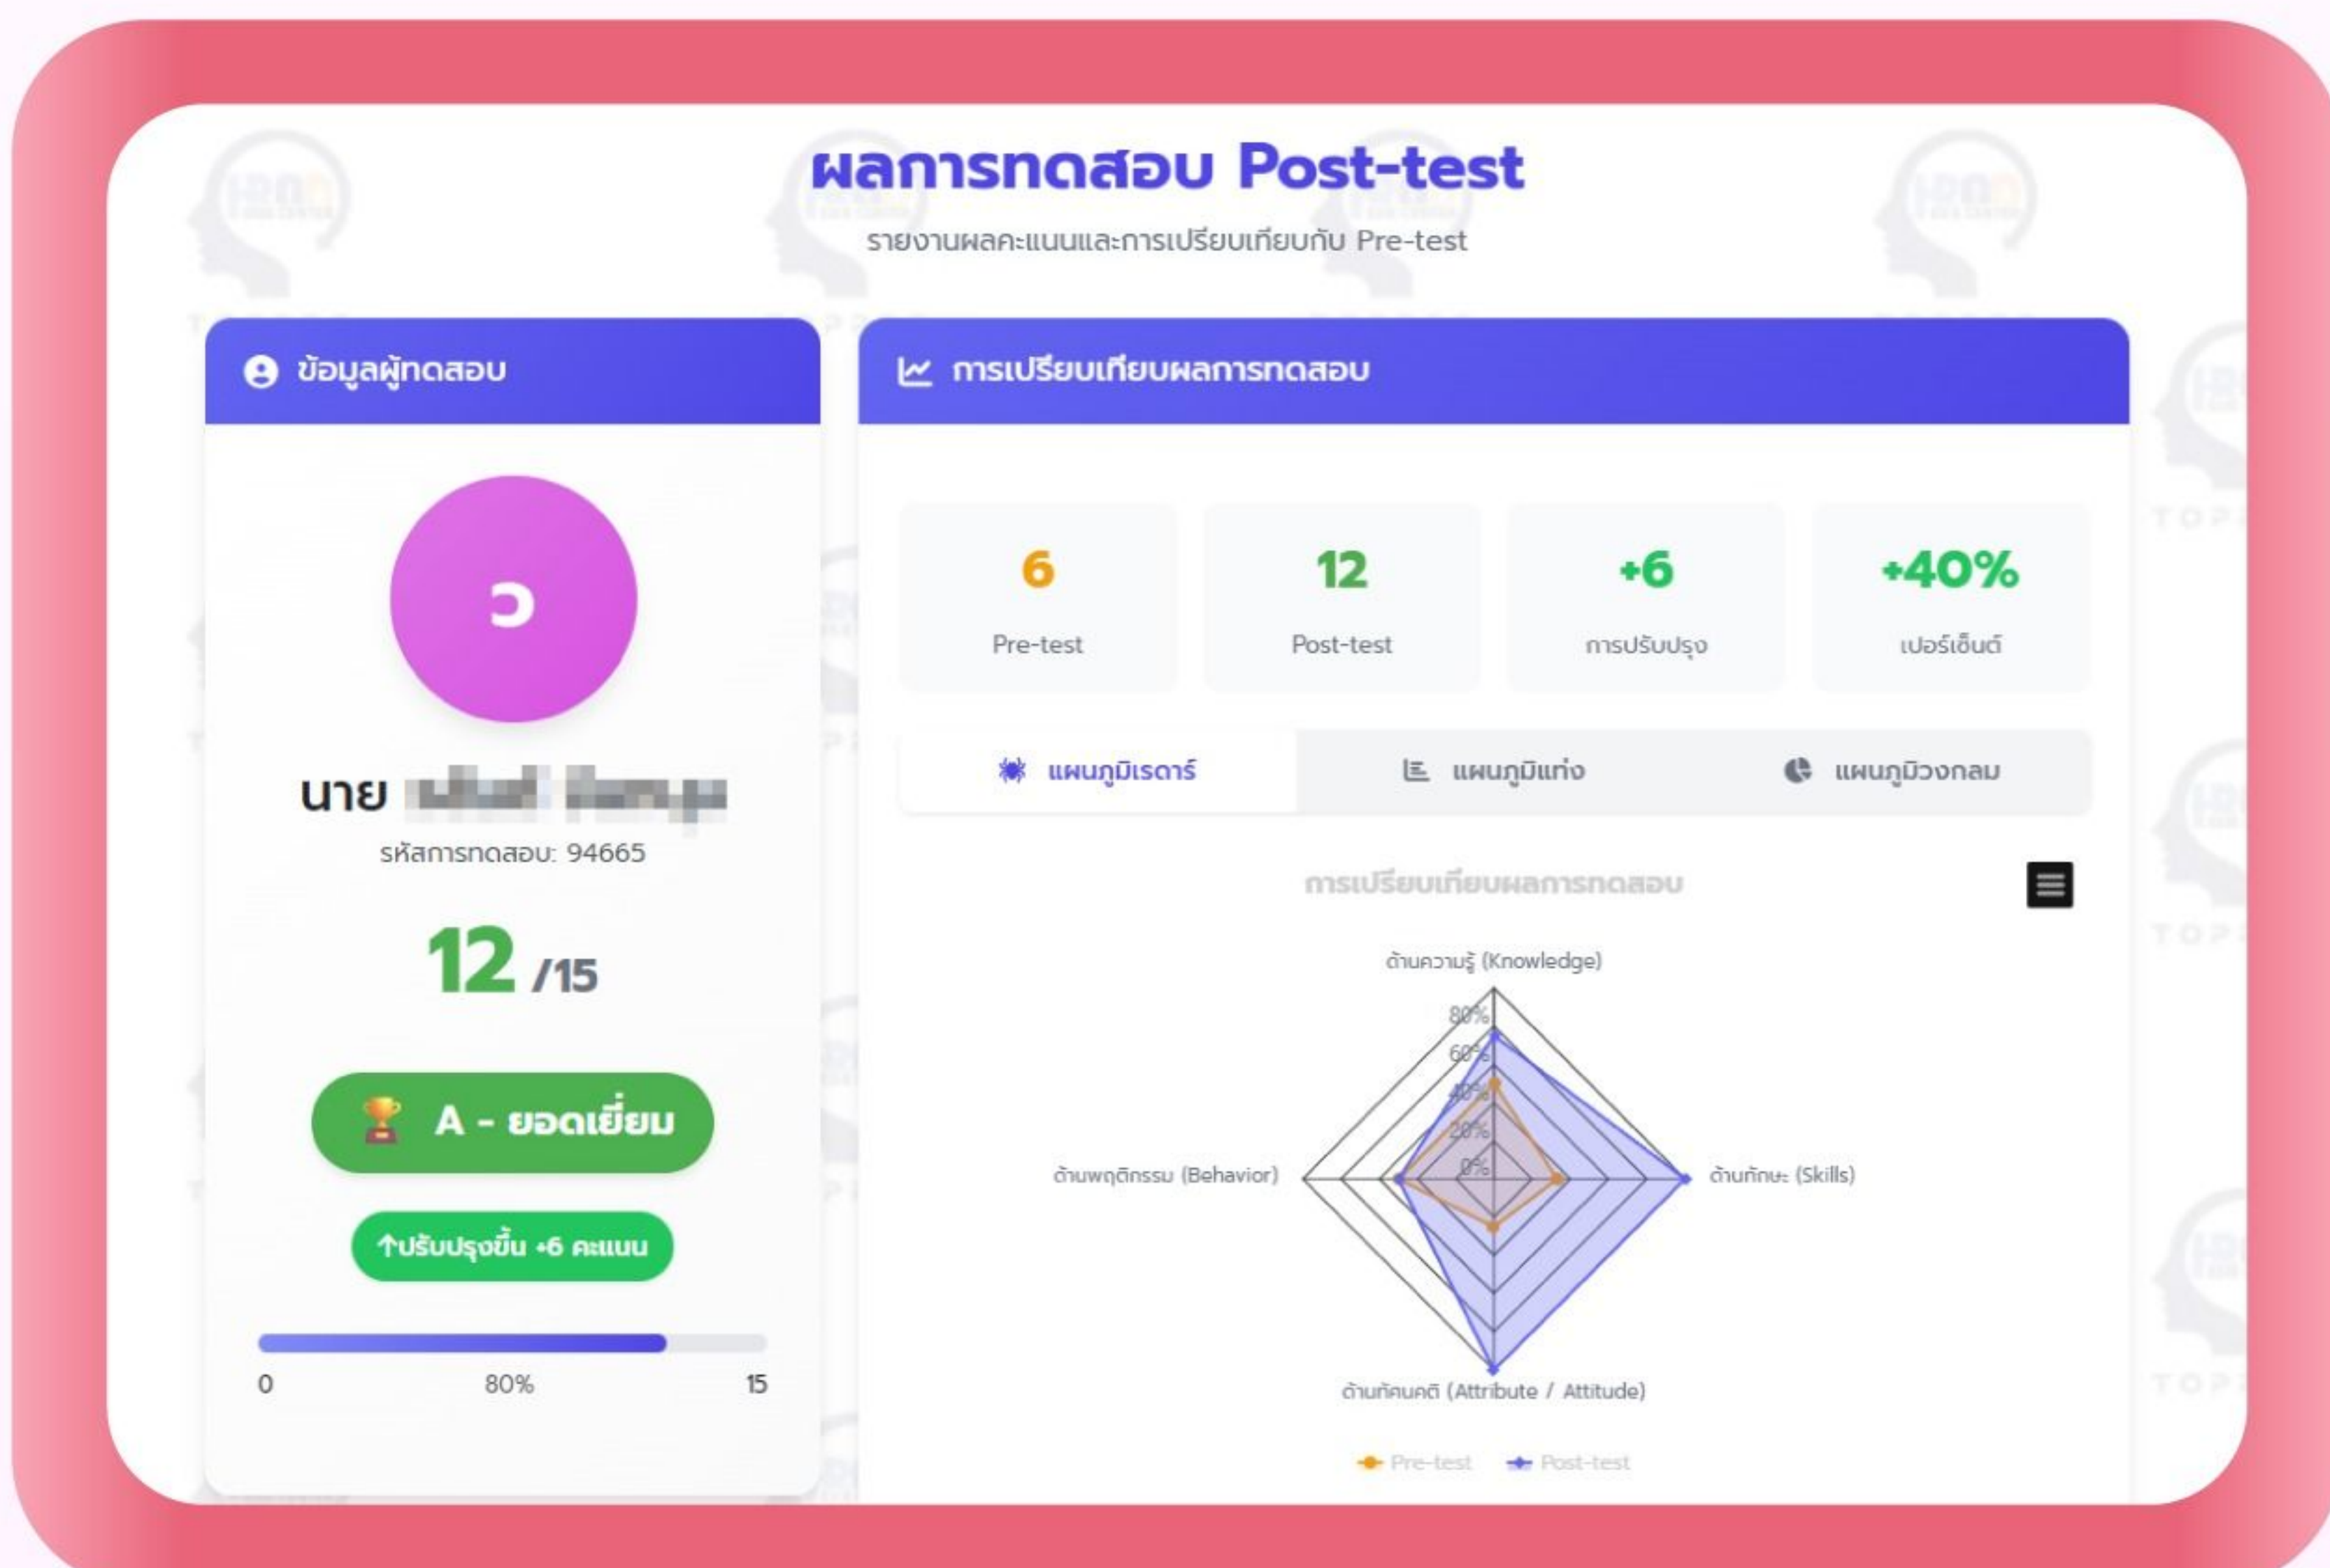 ผลการทดสอบ Post-test
รายงานผลคะแนนและการเปรียบเทียบกับ Pre-test
ข้อมูลผู้ทดสอบ
ว
นาย
รหัสการทดสอบ: 94665
12 /15
A - ยอดเยี่ยม
↑ปรับปรุงขึ้น +6 คะแนน
0 80% 15
การเปรียบเทียบผลการทดสอบ
6 12 +6 +40%
Pre-test Post-test การปรับปรุง เปอร์เซ็นต์
แผนภูมิเรดาร์ แผนภูมิแท่ง แผนภูมิวงกลม
การเปรียบเทียบผลการทดสอบ
ด้านความรู้ (Knowledge)
80%
60%
40%
20%
0%
ด้านพฤติกรรม (Behavior) ด้านทักษะ (Skills)
ด้านทัศนคติ (Attribute / Attitude)
Pre-test Post-test